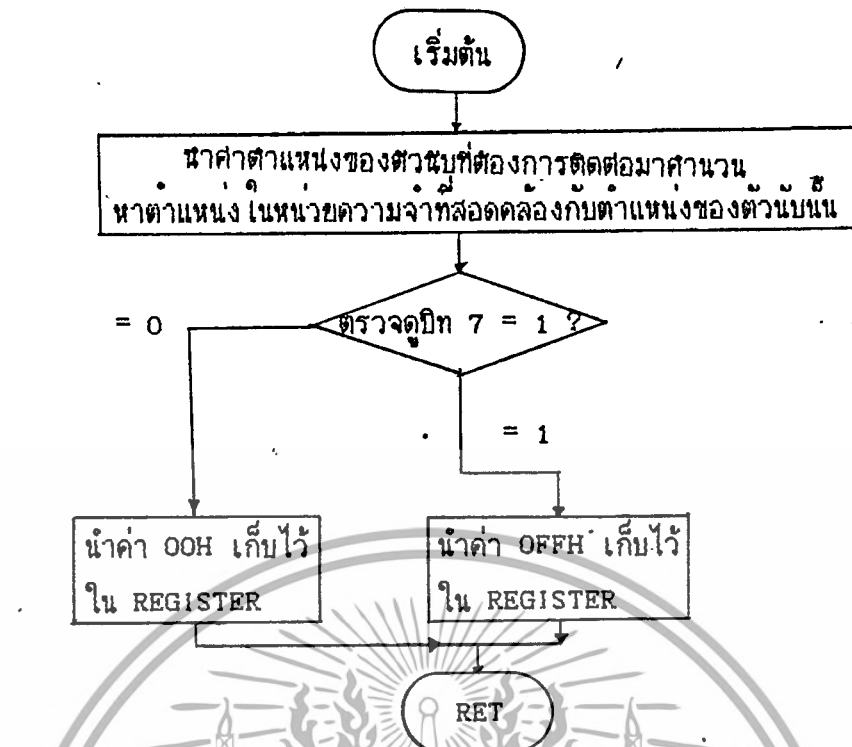 เริ่มต้น
นำค่าตำแหน่งของตัวนับที่ต้องการติดต่อมาคำนวน
หาตำแหน่งในหน่วยความจำที่สอดคล้องกับตำแหน่งของตัวนับนั้น
ตรวจดูบิท 7 = 1 ?
= 0
= 1
นำค่า 00H เก็บไว้
ใน REGISTER
นำค่า 0FFH เก็บไว้
ใน REGISTER
RET